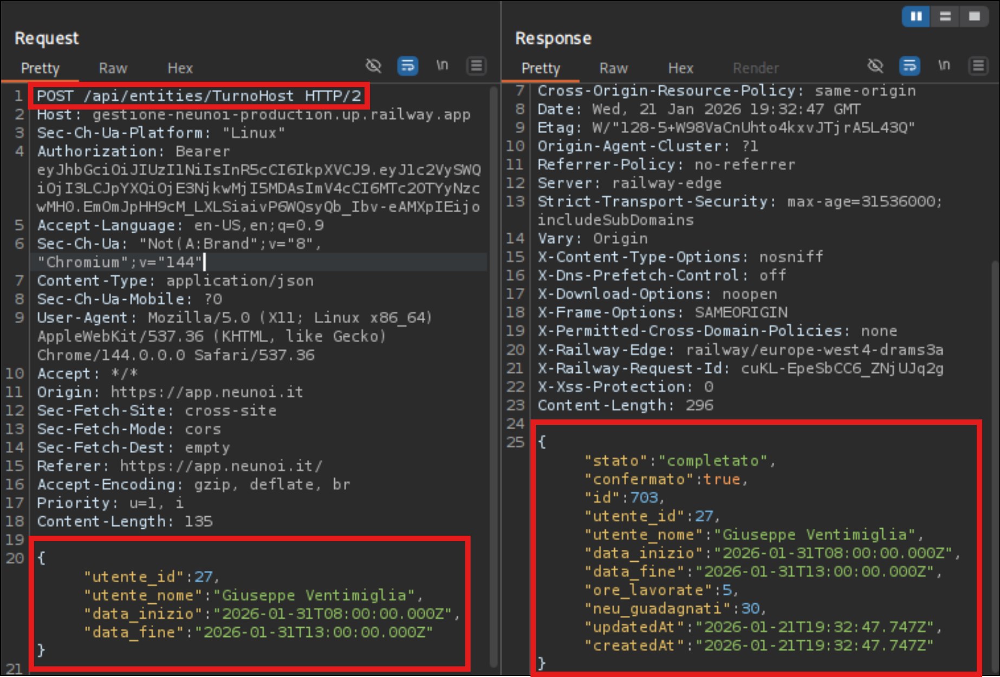 Request
Pretty Raw Hex \n
1 POST /api/entities/TurnoHost HTTP/2
2 Host: gestione-neunoi-production.up.railway.app
3 Sec-Ch-Ua-Platform: "Linux"
4 Authorization: Bearer
eyJhbGciOiJIUzI1NiIsInR5cCI6IkpXVCJ9.eyJ1c2VySWQ
iOjI3LCJpYXQiOjE3NjkwMjI5MDAsImV4cCI6MTc2OTYyNzc
wMH0.EmOmJpHH9cM_LXLSiaivP6WQsyQb_Ibv-eAMXpIEijo
5 Accept-Language: en-US,en;q=0.9
6 Sec-Ch-Ua: "Not(A:Brand";v="8",
"Chromium";v="144"
7 Content-Type: application/json
8 Sec-Ch-Ua-Mobile: ?0
9 User-Agent: Mozilla/5.0 (X11; Linux x86_64)
AppleWebKit/537.36 (KHTML, like Gecko)
Chrome/144.0.0.0 Safari/537.36
10 Accept: */*
11 Origin: https://app.neunoi.it
12 Sec-Fetch-Site: cross-site
13 Sec-Fetch-Mode: cors
14 Sec-Fetch-Dest: empty
15 Referer: https://app.neunoi.it/
16 Accept-Encoding: gzip, deflate, br
17 Priority: u=1, i
18 Content-Length: 135
19
20 {
"utente_id":27,
"utente_nome":"Giuseppe Ventimiglia",
"data_inizio":"2026-01-31T08:00:00.000Z",
"data_fine":"2026-01-31T13:00:00.000Z"
}
21
Response
Pretty Raw Hex Render \n
7 Cross-Origin-Resource-Policy: same-origin
8 Date: Wed, 21 Jan 2026 19:32:47 GMT
9 Etag: W/"128-5+W98VaCnUhto4kxvJTjrA5L43Q"
10 Origin-Agent-Cluster: ?1
11 Referrer-Policy: no-referrer
12 Server: railway-edge
13 Strict-Transport-Security: max-age=31536000;
includeSubDomains
14 Vary: Origin
15 X-Content-Type-Options: nosniff
16 X-Dns-Prefetch-Control: off
17 X-Download-Options: noopen
18 X-Frame-Options: SAMEORIGIN
19 X-Permitted-Cross-Domain-Policies: none
20 X-Railway-Edge: railway/europe-west4-drams3a
21 X-Railway-Request-Id: cuKL-EpeSbCC6_ZNjUJq2g
22 X-Xss-Protection: 0
23 Content-Length: 296
24
25 {
"stato":"completato",
"confermato":true,
"id":703,
"utente_id":27,
"utente_nome":"Giuseppe Ventimiglia",
"data_inizio":"2026-01-31T08:00:00.000Z",
"data_fine":"2026-01-31T13:00:00.000Z",
"ore_lavorate":5,
"neu_guadagnati":30,
"updatedAt":"2026-01-21T19:32:47.747Z",
"createdAt":"2026-01-21T19:32:47.747Z"
}